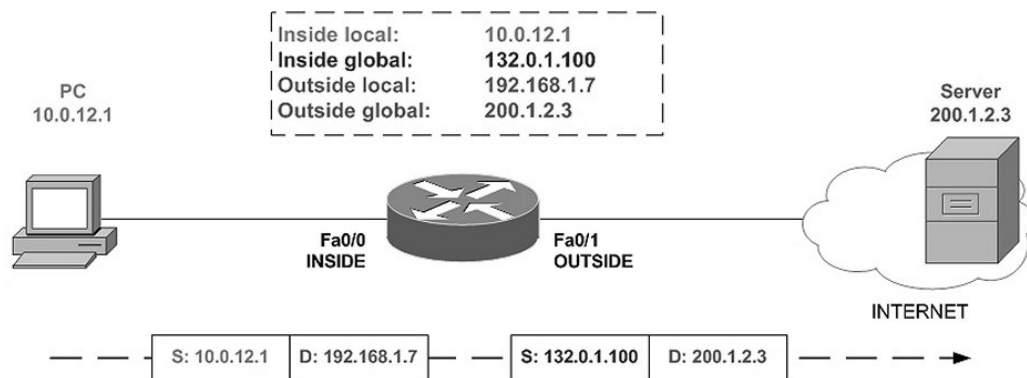 Inside local: 10.0.12.1
Inside global: 132.0.1.100
Outside local: 192.168.1.7
Outside global: 200.1.2.3
PC
10.0.12.1
Server
200.1.2.3
Fa0/0
INSIDE
Fa0/1
OUTSIDE
INTERNET
S: 10.0.12.1 D: 192.168.1.7 S: 132.0.1.100 D: 200.1.2.3